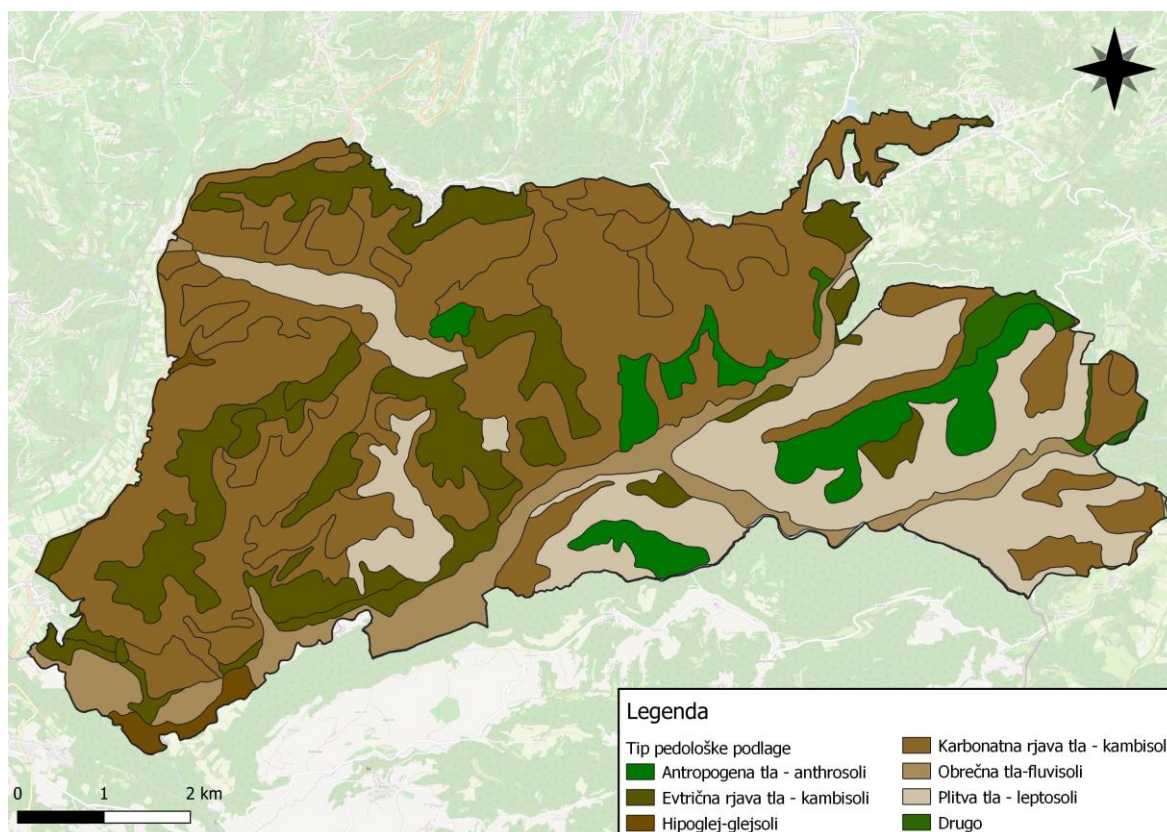 Legenda
Tip pedološke podlage
Antropogena tla - anthrosoli
Evtrična rjava tla - kambisoli
Hipoglej-glejsoli
Karbonatna rjava tla - kambisol
Obrečna tla-fluvisoli
Plitva tla - leptosoli
Drugo
0 1 2 km